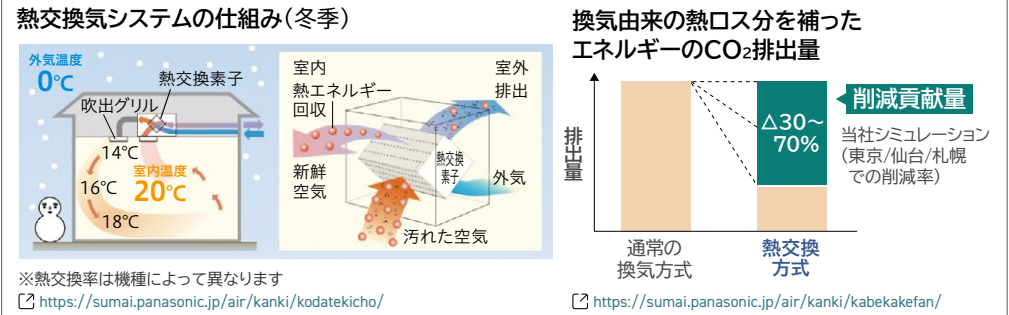 熱交換気システムの仕組み（冬季）
外気温度
0℃
熱交換素子
吹出グリル
14℃
室内温度
20℃
16℃
18℃
室内
熱エネルギー
回収
室外
排出
熱交換
素子
新鮮
空気
外気
汚れた空気
※熱交換率は機種によって異なります
https://sumai.panasonic.jp/air/kanki/kodatekicho/
換気由来の熱ロス分を補った
エネルギーのCO₂排出量
排出量
△30～
70%
削減貢献量
当社シミュレーション
（東京/仙台/札幌
での削減率）
通常の
換気方式
熱交換
方式
https://sumai.panasonic.jp/air/kanki/kabekakefan/